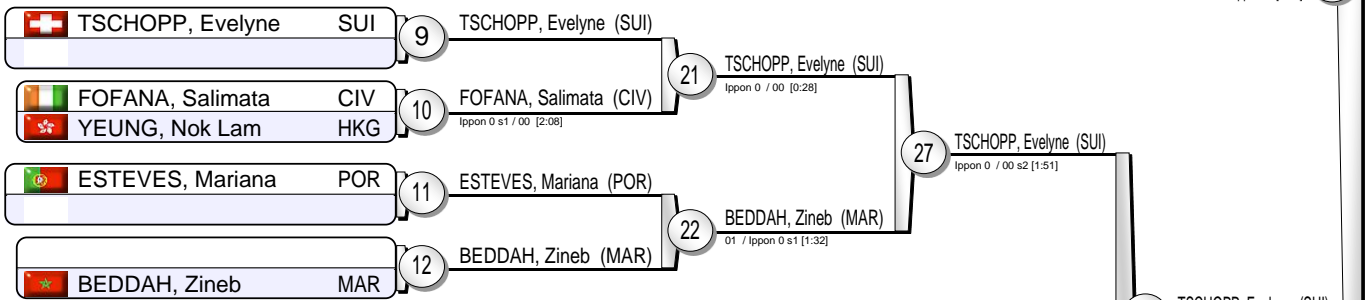 TSCHOPP, Evelyne SUI
9
TSCHOPP, Evelyne (SUI)
FOFANA, Salimata CIV
YEUNG, Nok Lam HKG
10
FOFANA, Salimata (CIV)
Ippon 0 s1 / 00 [2:08]
21
TSCHOPP, Evelyne (SUI)
Ippon 0 / 00 [0:28]
ESTEVES, Mariana POR
11
ESTEVES, Mariana (POR)
BEDDAH, Zineb MAR
12
BEDDAH, Zineb (MAR)
22
BEDDAH, Zineb (MAR)
01 / Ippon 0 s1 [1:32]
27
TSCHOPP, Evelyne (SUI)
Ippon 0 / 00 s2 [1:51]